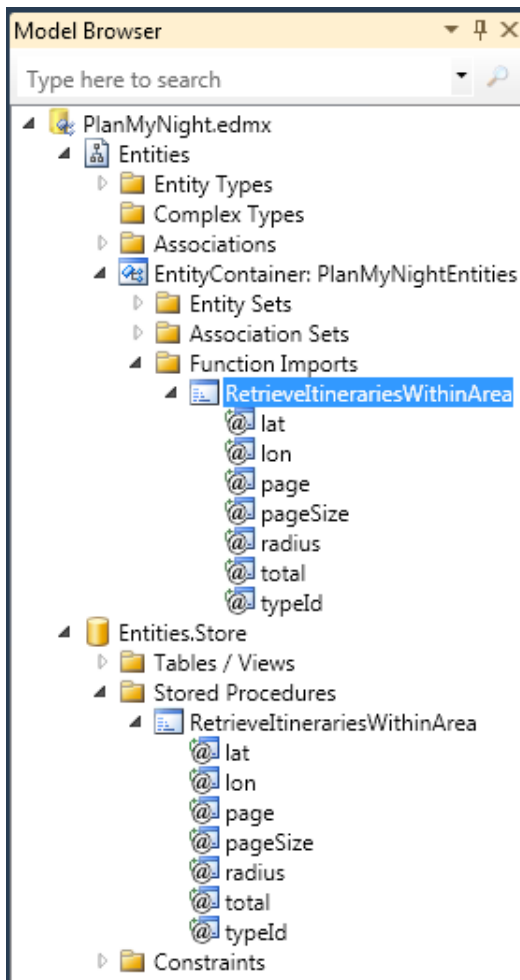 Model Browser
Type here to search
PlanMyNight.edmx
Entities
Entity Types
Complex Types
Associations
EntityContainer: PlanMyNightEntities
Entity Sets
Association Sets
Function Imports
RetrieveItinerariesWithinArea
lat
lon
page
pageSize
radius
total
typeId
Entities.Store
Tables / Views
Stored Procedures
RetrieveItinerariesWithinArea
lat
lon
page
pageSize
radius
total
typeId
Constraints